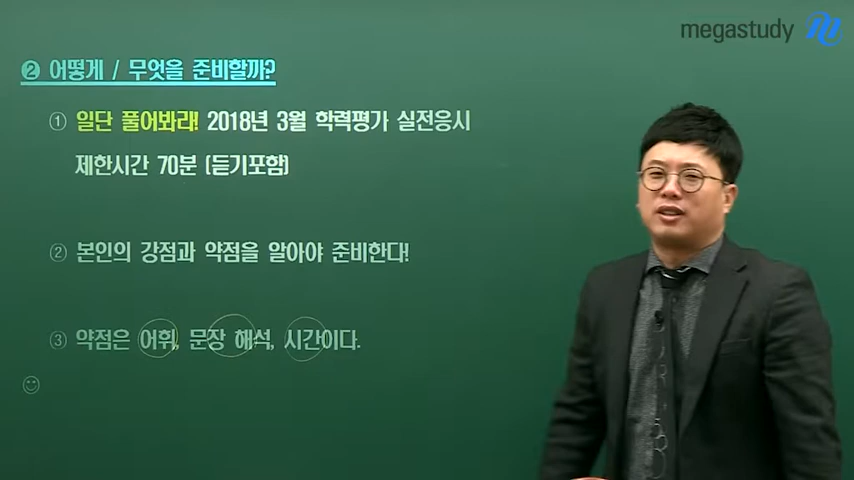 megastudy
❷ 어떻게 / 무엇을 준비할까?
① 일단 풀어봐라! 2018년 3월 학력평가 실전응시
제한시간 70분 (듣기포함)
② 본인의 강점과 약점을 알아야 준비한다!
③ 약점은 어휘, 문장 해석, 시간이다.